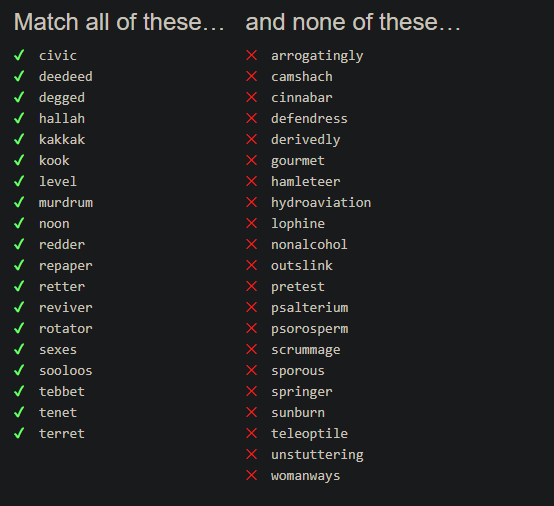 Match all of these… and none of these…
✓ civic ✗ arrogatingly
✓ deedeed ✗ camshach
✓ degged ✗ cinnabar
✓ hallah ✗ defendress
✓ kakkak ✗ derivedly
✓ kook ✗ gourmet
✓ level ✗ hamleteer
✓ murdrum ✗ hydroaviation
✓ noon ✗ lophine
✓ redder ✗ nonalcohol
✓ repaper ✗ outslink
✓ retter ✗ pretest
✓ reviver ✗ psalterium
✓ rotator ✗ psorosperm
✓ sexes ✗ scrummage
✓ sooloos ✗ sporous
✓ tebbet ✗ springer
✓ tenet ✗ sunburn
✓ terret ✗ teleoptile
✗ unstuttering
✗ womanways